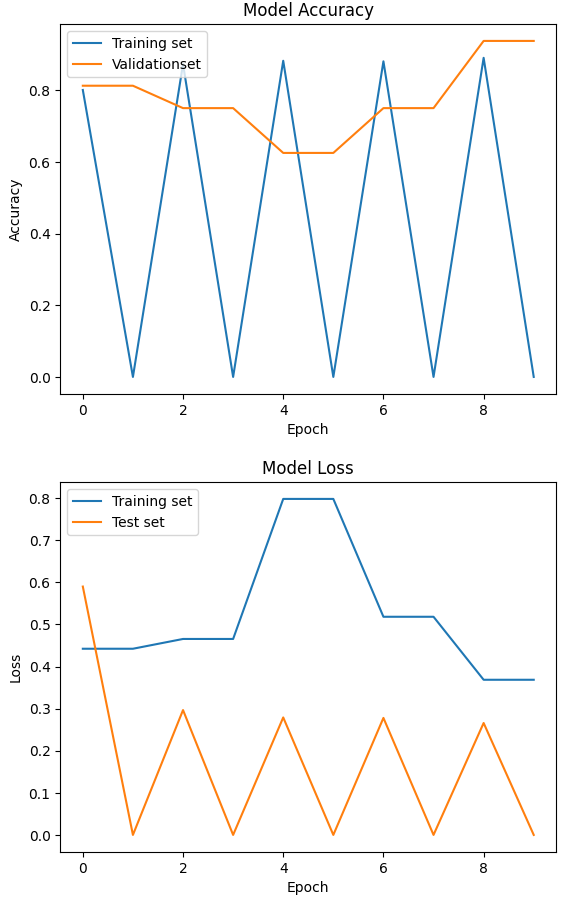 Model Accuracy
Training set
Validationset
Accuracy
0.8
0.6
0.4
0.2
0.0
0 2 4 6 8
Epoch
Model Loss
Training set
Test set
Loss
0.8
0.7
0.6
0.5
0.4
0.3
0.2
0.1
0.0
0 2 4 6 8
Epoch